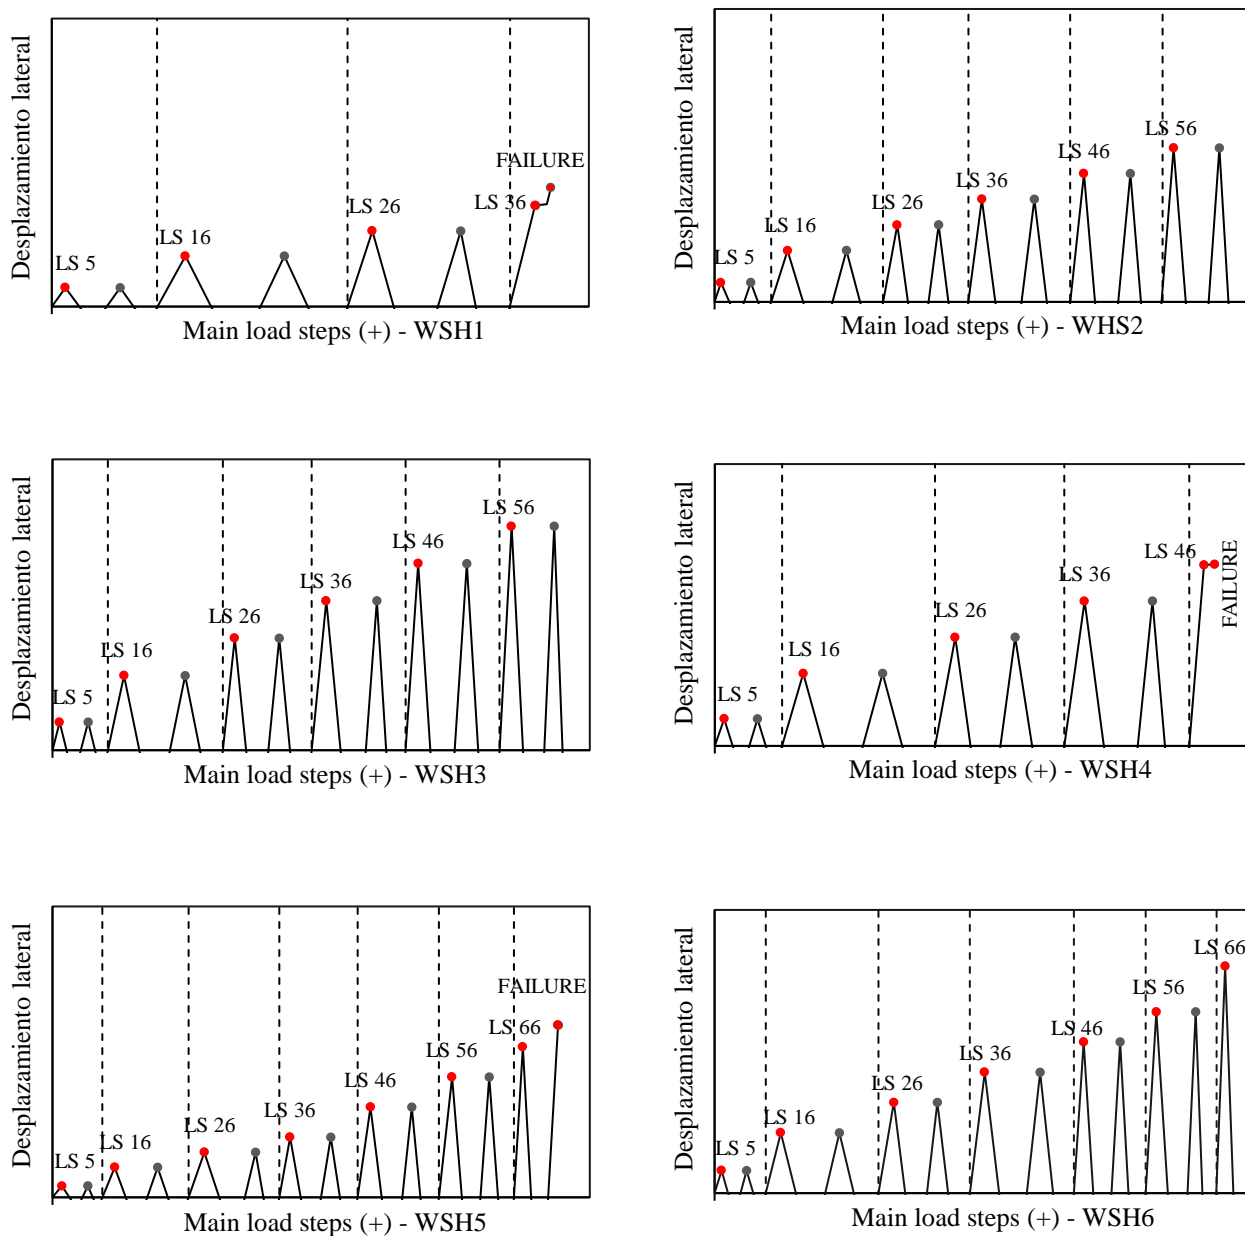 Desplazamiento lateral
LS 5
LS 16
LS 26
LS 36
FAILURE
Main load steps (+) - WSH1
Desplazamiento lateral
LS 5
LS 16
LS 26
LS 36
LS 46
LS 56
Main load steps (+) - WHS2
Desplazamiento lateral
LS 5
LS 16
LS 26
LS 36
LS 46
LS 56
Main load steps (+) - WSH3
Desplazamiento lateral
LS 5
LS 16
LS 26
LS 36
LS 46
FAILURE
Main load steps (+) - WSH4
Desplazamiento lateral
LS 5
LS 16
LS 26
LS 36
LS 46
LS 56
LS 66
FAILURE
Main load steps (+) - WSH5
Desplazamiento lateral
LS 5
LS 16
LS 26
LS 36
LS 46
LS 56
LS 66
Main load steps (+) - WSH6